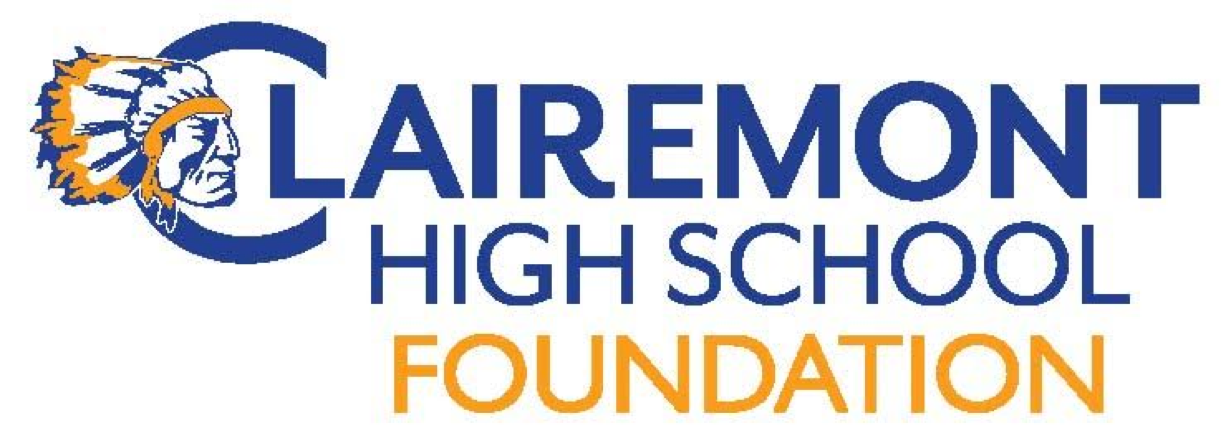 CLAIREMONT
HIGH SCHOOL
FOUNDATION